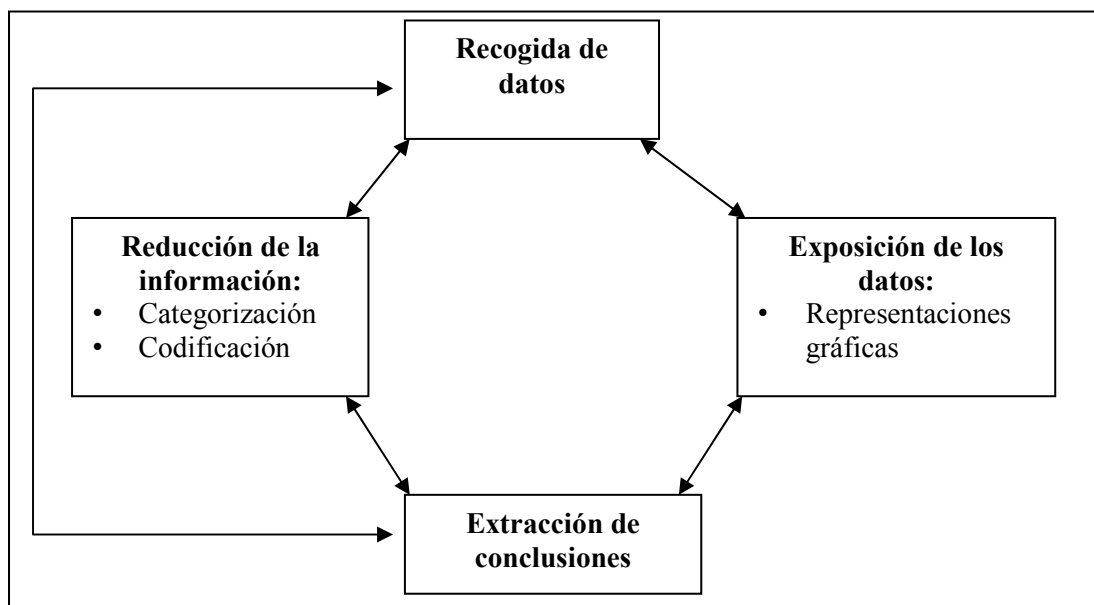 Recogida de
datos
Reducción de la
información:
• Categorización
• Codificación
Exposición de los
datos:
• Representaciones
gráficas
Extracción de
conclusiones